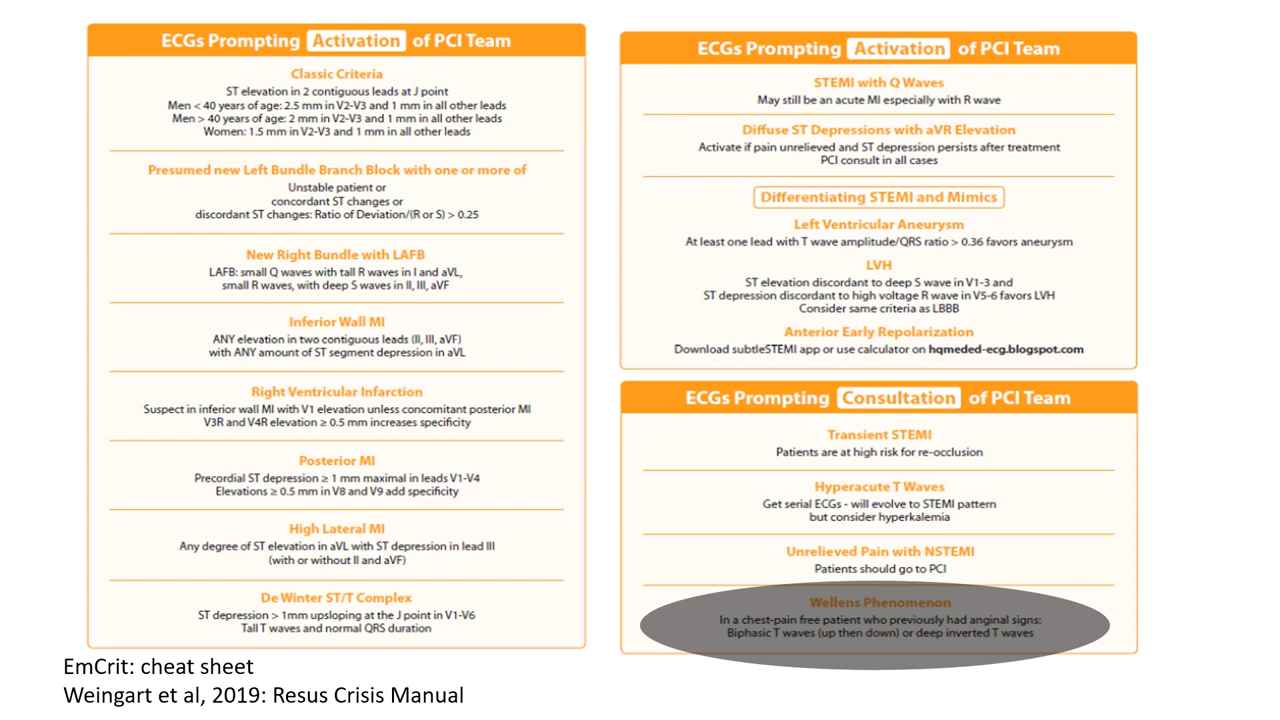 ECGs Prompting Activation of PCI Team
Classic Criteria
ST elevation in 2 contiguous leads at J point
Men < 40 years of age: 2.5 mm in V2-V3 and 1 mm in all other leads
Men > 40 years of age: 2 mm in V2-V3 and 1 mm in all other leads
Women: 1.5 mm in V2-V3 and 1 mm in all other leads
Presumed new Left Bundle Branch Block with one or more of
Unstable patient or
concordant ST changes or
discordant ST changes: Ratio of Deviation/(R or S) > 0.25
New Right Bundle with LAFB
LAFB: small Q waves with tall R waves in I and aVL,
small R waves, with deep S waves in II, III, aVF
Inferior Wall MI
ANY elevation in two contiguous leads (II, III, aVF)
with ANY amount of ST segment depression in aVL
Right Ventricular Infarction
Suspect in inferior wall MI with V1 elevation unless concomitant posterior MI
V3R and V4R elevation ≥ 0.5 mm increases specificity
Posterior MI
Precordial ST depression ≥ 1 mm maximal in leads V1-V4
Elevations ≥ 0.5 mm in V8 and V9 add specificity
High Lateral MI
Any degree of ST elevation in aVL with ST depression in lead III
(with or without II and aVF)
De Winter ST/T Complex
ST depression > 1mm upsloping at the J point in V1-V6
Tall T waves and normal QRS duration
ECGs Prompting Activation of PCI Team
STEMI with Q Waves
May still be an acute MI especially with R wave
Diffuse ST Depressions with aVR Elevation
Activate if pain unrelieved and ST depression persists after treatment
PCI consult in all cases
Differentiating STEMI and Mimics
Left Ventricular Aneurysm
At least one lead with T wave amplitude/QRS ratio > 0.36 favors aneurysm
LVH
ST elevation discordant to deep S wave in V1-3 and
ST depression discordant to high voltage R wave in V5-6 favors LVH
Consider same criteria as LBBB
Anterior Early Repolarization
Download subtleSTEMI app or use calculator on hqmeded-ecg.blogspot.com
ECGs Prompting Consultation of PCI Team
Transient STEMI
Patients are at high risk for re-occlusion
Hyperacute T Waves
Get serial ECGs - will evolve to STEMI pattern
but consider hyperkalemia
Unrelieved Pain with NSTEMI
Patients should go to PCI
Wellens Phenomenon
In a chest-pain free patient who previously had anginal signs:
Biphasic T waves (up then down) or deep inverted T waves
EmCrit: cheat sheet
Weingart et al, 2019: Resus Crisis Manual